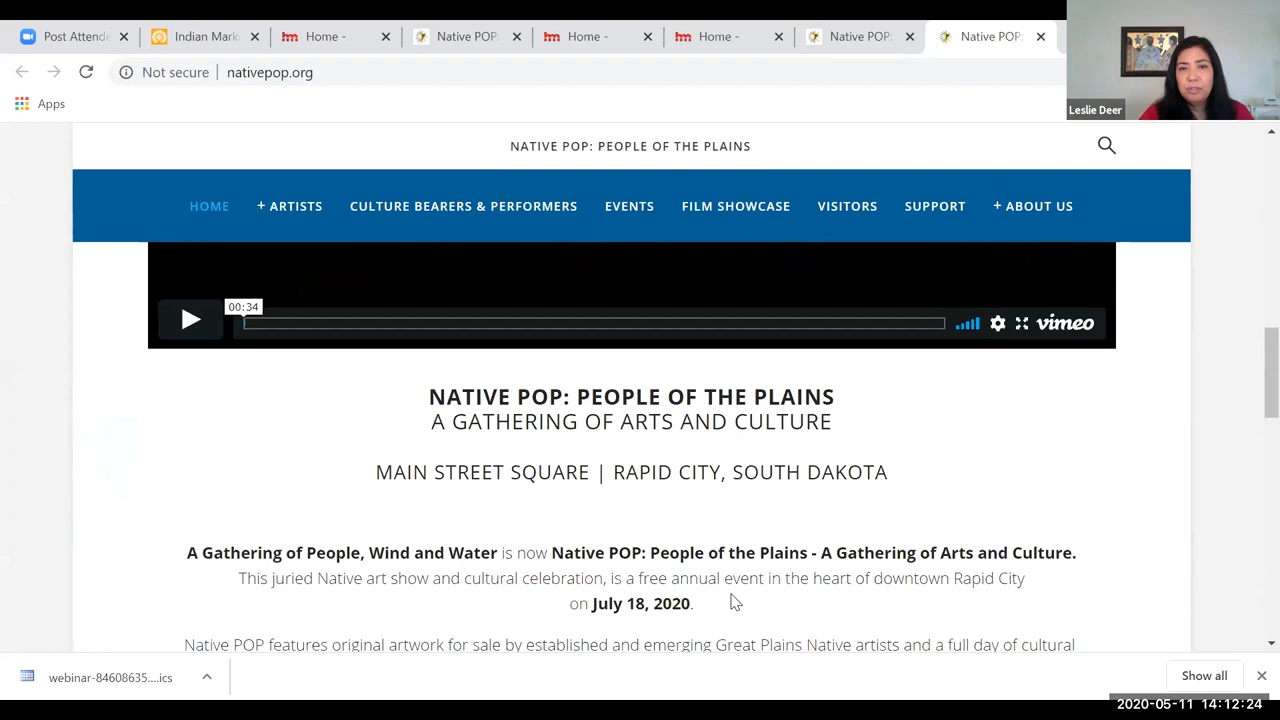 Post Attende
Indian Mark
Home -
Native POP:
Home -
Home -
Native POP:
Native POP:
Not secure | nativepop.org
Apps
Leslie Deer
NATIVE POP: PEOPLE OF THE PLAINS
HOME + ARTISTS CULTURE BEARERS & PERFORMERS EVENTS FILM SHOWCASE VISITORS SUPPORT + ABOUT US
00:34
vimeo
NATIVE POP: PEOPLE OF THE PLAINS
A GATHERING OF ARTS AND CULTURE
MAIN STREET SQUARE | RAPID CITY, SOUTH DAKOTA
A Gathering of People, Wind and Water is now Native POP: People of the Plains - A Gathering of Arts and Culture.
This juried Native art show and cultural celebration, is a free annual event in the heart of downtown Rapid City
on July 18, 2020.
Native POP features original artwork for sale by established and emerging Great Plains Native artists and a full day of cultural
webinar-84608635....ics
Show all
2020-05-11 14:12:24